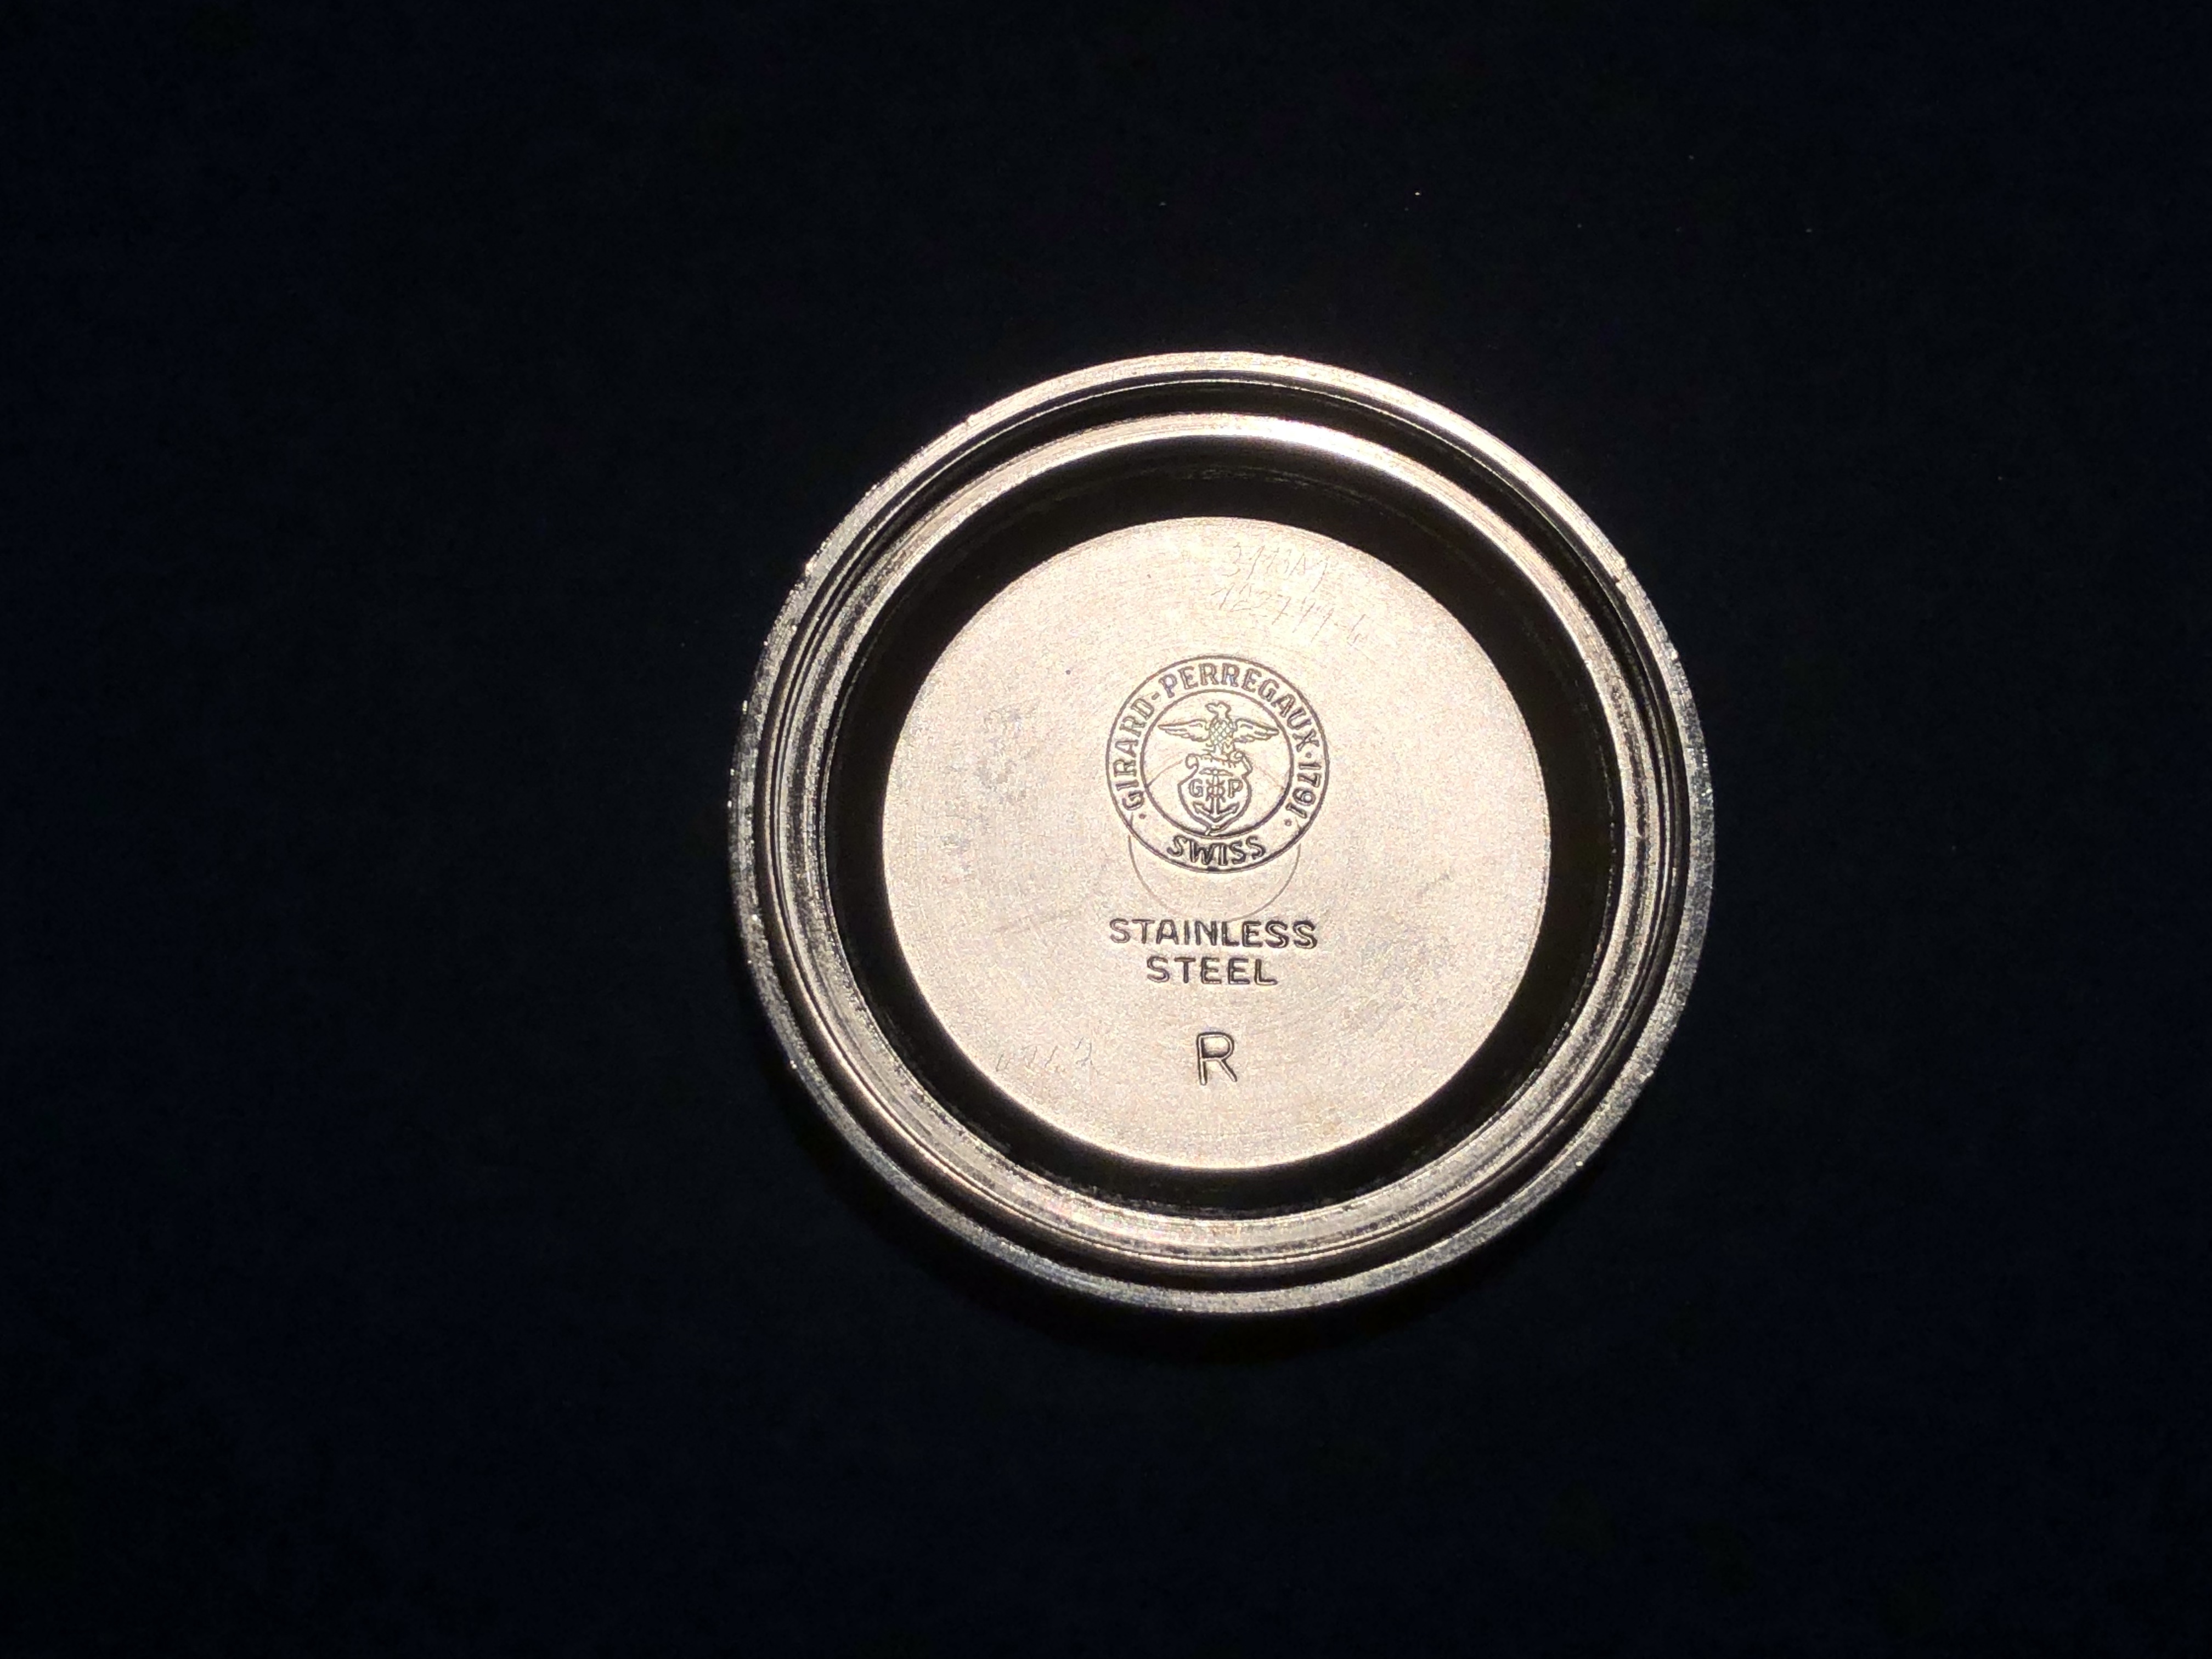 GIRARD-PERREGAUX·1791·
GP
SWISS
STAINLESS
STEEL
R